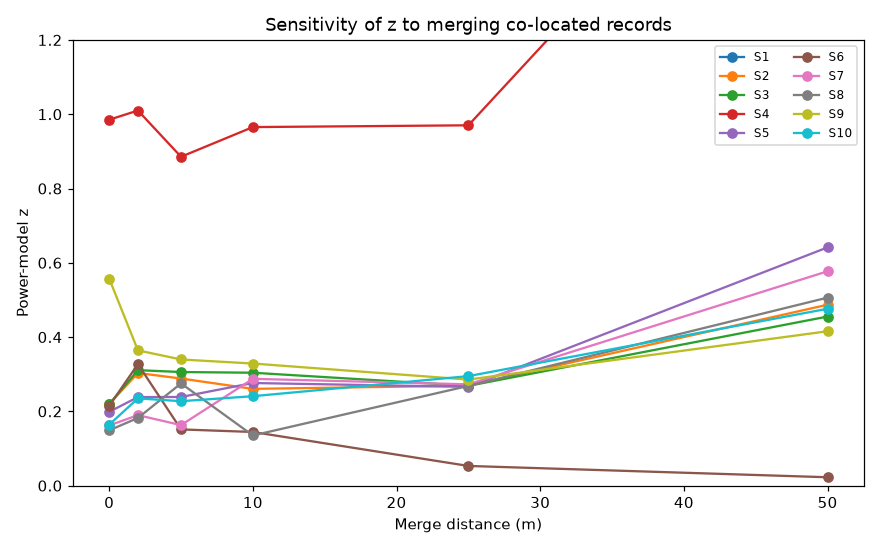 Sensitivity of z to merging co-located records
Power-model z
1.2
1.0
0.8
0.6
0.4
0.2
0.0
0 10 20 30 40 50
Merge distance (m)
S1 S6
S2 S7
S3 S8
S4 S9
S5 S10